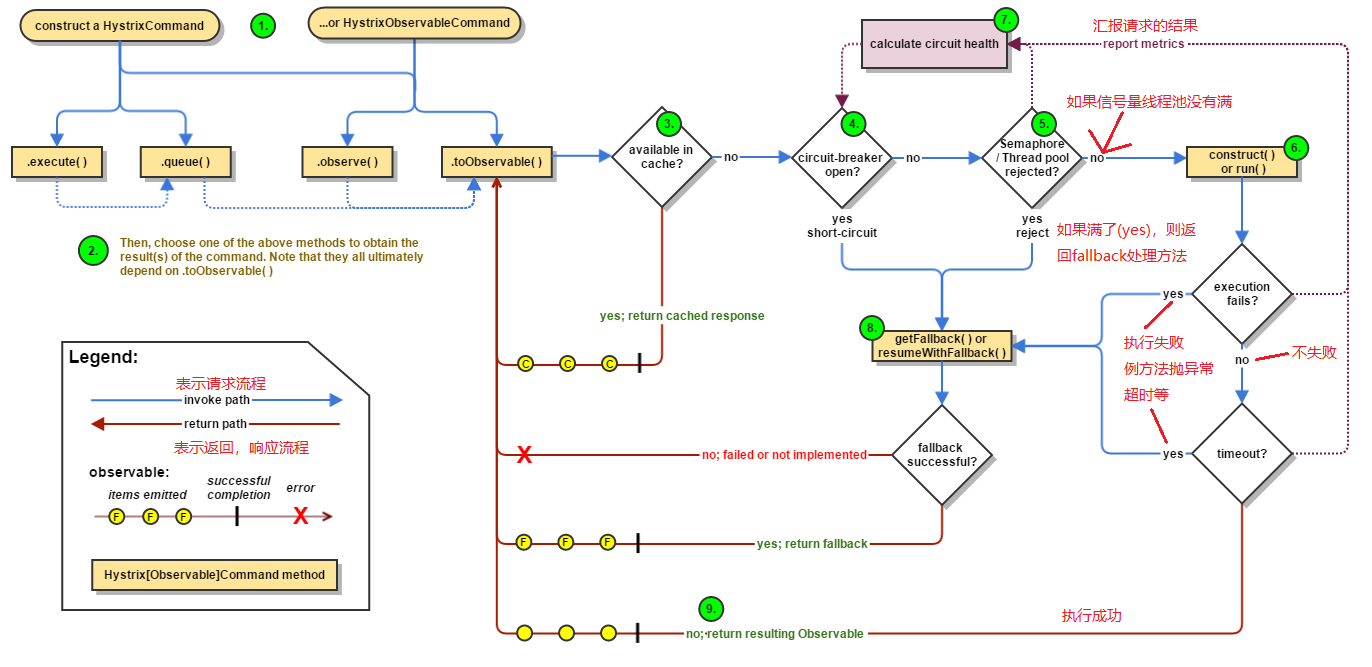 construct a HystrixCommand
1.
...or HystrixObservableCommand
7.
calculate circuit health
汇报请求的结果
report metrics
.execute( )
.queue( )
.observe( )
.toObservable( )
3.
available in
cache?
no
4.
circuit-breaker
open?
no
5.
Semaphore
/ Thread pool
rejected?
no
如果信号量线程池没有满
6.
construct( )
or run( )
2.
Then, choose one of the above methods to obtain the
result(s) of the command. Note that they all ultimately
depend on .toObservable( )
yes
short-circuit
yes
reject
如果满了(yes)，则返
回fallback处理方法
execution
fails?
yes
执行失败
例方法抛异常
超时等
no
不失败
yes
timeout?
yes; return cached response
C
C
C
8.
getFallback( ) or
resumeWithFallback( )
fallback
successful?
X
no; failed or not implemented
F
F
F
yes; return fallback
9.
no; return resulting Observable
执行成功
Legend:
表示请求流程
invoke path
return path
表示返回，响应流程
observable:
items emitted
successful
completion
error
F
F
F
X
Hystrix[Observable]Command method